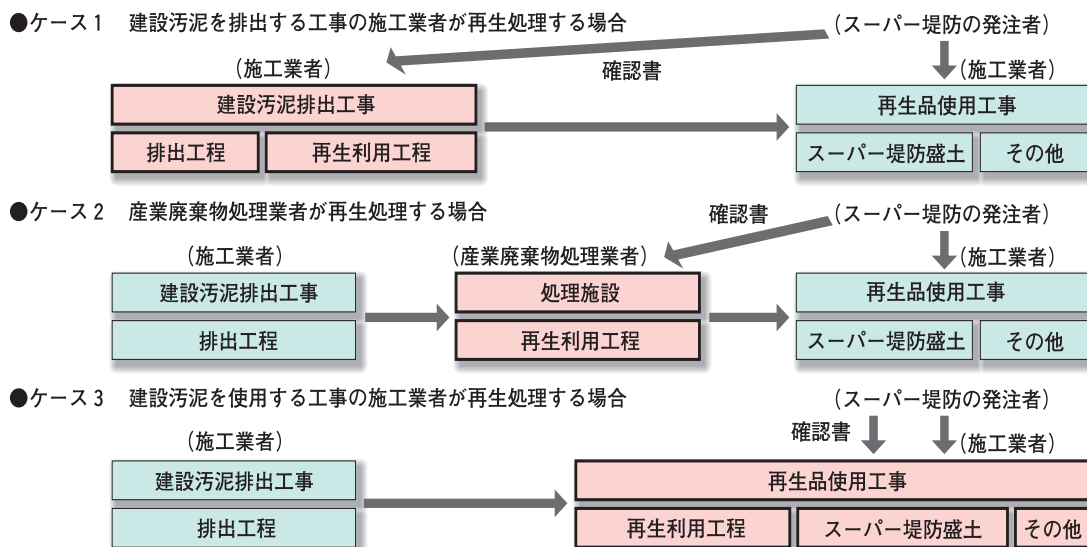 ●ケース1　建設汚泥を排出する工事の施工業者が再生処理する場合
(スーパー堤防の発注者)
(施工業者)
確認書
(施工業者)
建設汚泥排出工事
再生品使用工事
排出工程
再生利用工程
スーパー堤防盛土
その他
●ケース2　産業廃棄物処理業者が再生処理する場合
確認書
(スーパー堤防の発注者)
(施工業者)
(産業廃棄物処理業者)
(施工業者)
建設汚泥排出工事
処理施設
再生品使用工事
排出工程
再生利用工程
スーパー堤防盛土
その他
●ケース3　建設汚泥を使用する工事の施工業者が再生処理する場合
(スーパー堤防の発注者)
(施工業者)
確認書
(施工業者)
建設汚泥排出工事
再生品使用工事
排出工程
再生利用工程
スーパー堤防盛土
その他